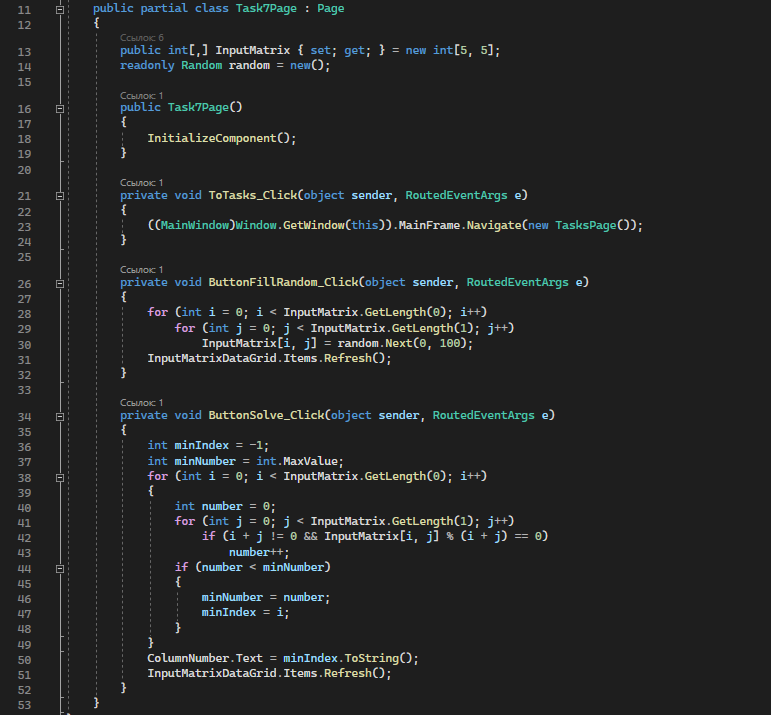 11 public partial class Task7Page : Page
12 {
Ссылок: 6
13 public int[,] InputMatrix { set; get; } = new int[5, 5];
14 readonly Random random = new();
15
Ссылок: 1
16 public Task7Page()
17 {
18 InitializeComponent();
19 }
20
Ссылок: 1
21 private void ToTasks_Click(object sender, RoutedEventArgs e)
22 {
23 ((MainWindow)Window.GetWindow(this)).MainFrame.Navigate(new TasksPage());
24 }
25
Ссылок: 1
26 private void ButtonFillRandom_Click(object sender, RoutedEventArgs e)
27 {
28 for (int i = 0; i < InputMatrix.GetLength(0); i++)
29 for (int j = 0; j < InputMatrix.GetLength(1); j++)
30 InputMatrix[i, j] = random.Next(0, 100);
31 InputMatrixDataGrid.Items.Refresh();
32 }
33
Ссылок: 1
34 private void ButtonSolve_Click(object sender, RoutedEventArgs e)
35 {
36 int minIndex = -1;
37 int minNumber = int.MaxValue;
38 for (int i = 0; i < InputMatrix.GetLength(0); i++)
39 {
40 int number = 0;
41 for (int j = 0; j < InputMatrix.GetLength(1); j++)
42 if (i + j != 0 && InputMatrix[i, j] % (i + j) == 0)
43 number++;
44 if (number < minNumber)
45 {
46 minNumber = number;
47 minIndex = i;
48 }
49 }
50 ColumnNumber.Text = minIndex.ToString();
51 InputMatrixDataGrid.Items.Refresh();
52 }
53 }